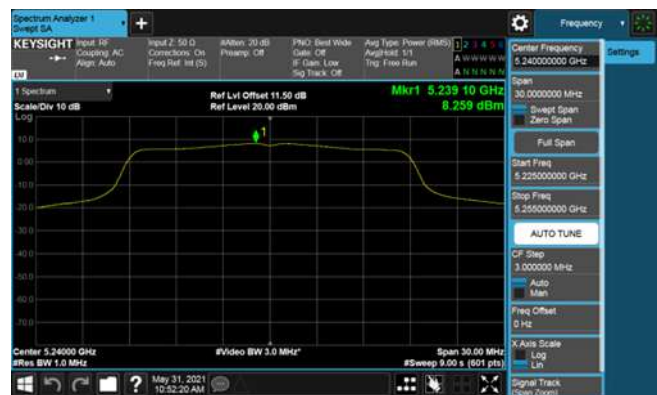 Spectrum Analyzer 1
Swept SA
+
Frequency
KEYSIGHT
Input: RF
Coupling: AC
Align: Auto
Input Z: 50 Ω
Corrections: On
Freq Ref: Int (S)
#Atten: 20 dB
Preamp: Off
PNO: Best Wide
Gate: Off
IF Gain: Low
Sig Track: Off
Avg Type: Power (RMS)
Avg|Hold: 1/1
Trig: Free Run
1 2 3 4 5 6
A W W W W W
A N N N N N
LXI
1 Spectrum
Scale/Div 10 dB
Log
Ref Lvl Offset 11.50 dB
Ref Level 20.00 dBm
Mkr1 5.239 10 GHz
8.259 dBm
1
10.0
0.00
-10.0
-20.0
-30.0
-40.0
-50.0
-60.0
-70.0
Center 5.24000 GHz
#Res BW 1.0 MHz
#Video BW 3.0 MHz*
Span 30.00 MHz
#Sweep 9.00 s (601 pts)
?
May 31, 2021
10:52:20 AM
Center Frequency
5.240000000 GHz
Settings
Span
30.0000000 MHz
Swept Span
Zero Span
Full Span
Start Freq
5.225000000 GHz
Stop Freq
5.255000000 GHz
AUTO TUNE
CF Step
3.000000 MHz
Auto
Man
Freq Offset
0 Hz
X Axis Scale
Log
Lin
Signal Track
(Span Zoom)